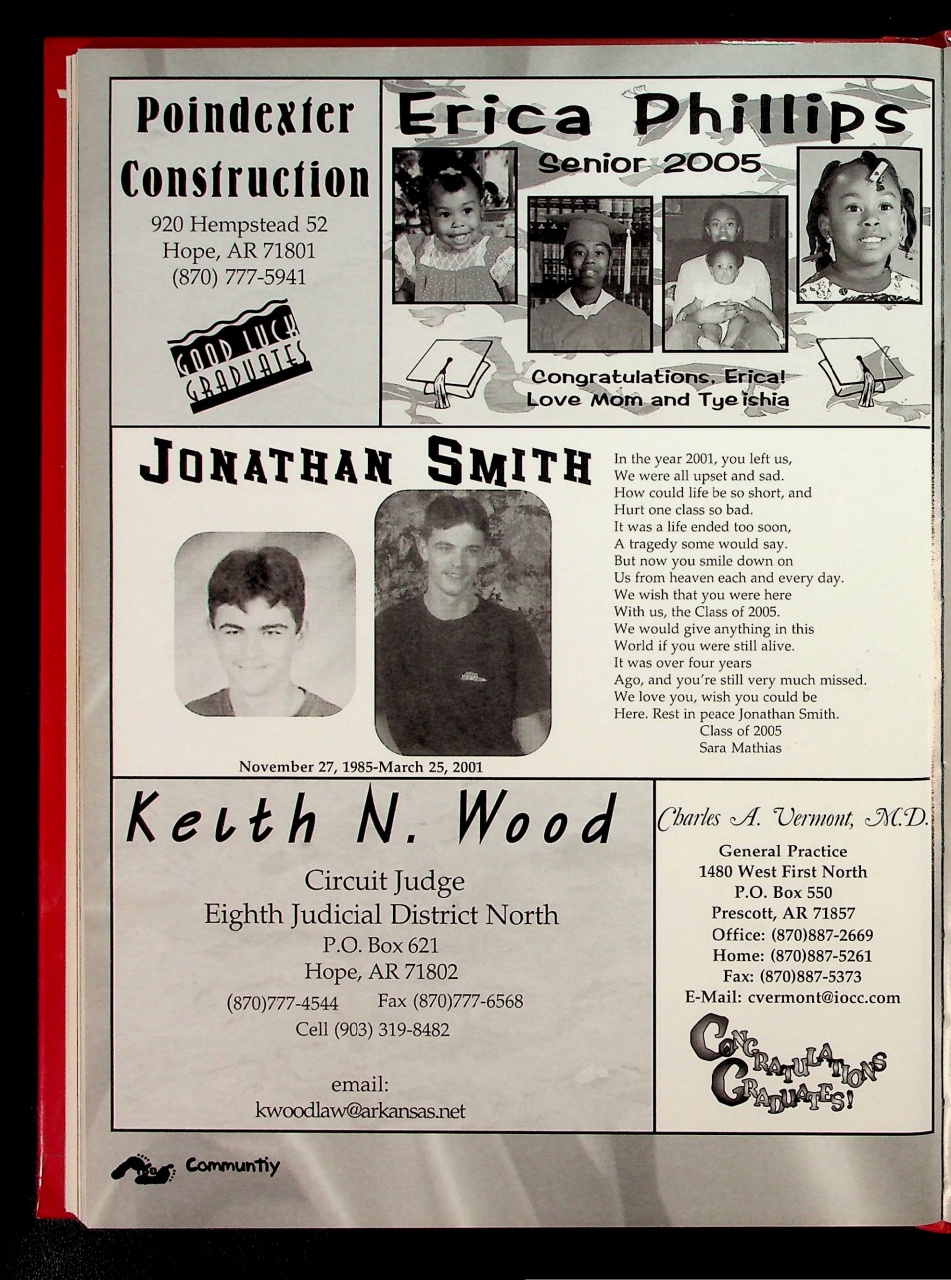 Poindexter
Construction
920 Hempstead 52
Hope, AR 71801
(870) 777-5941
GOOD LUCK
GRADUATES
Erica Phillips
Senior 2005
Congratulations, Erica!
Love Mom and Tye'ishia
JONATHAN SMITH
November 27, 1985-March 25, 2001
In the year 2001, you left us,
We were all upset and sad.
How could life be so short, and
Hurt one class so bad.
It was a life ended too soon,
A tragedy some would say.
But now you smile down on
Us from heaven each and every day.
We wish that you were here
With us, the Class of 2005.
We would give anything in this
World if you were still alive.
It was over four years
Ago, and you're still very much missed.
We love you, wish you could be
Here. Rest in peace Jonathan Smith.
Class of 2005
Sara Mathias
Keith N. Wood
Circuit Judge
Eighth Judicial District North
P.O. Box 621
Hope, AR 71802
(870)777-4544 Fax (870)777-6568
Cell (903) 319-8482
email:
kwoodlaw@arkansas.net
Charles A. Vermont, M.D.
General Practice
1480 West First North
P.O. Box 550
Prescott, AR 71857
Office: (870)887-2669
Home: (870)887-5261
Fax: (870)887-5373
E-Mail: cvermont@iocc.com
CONGRATULATIONS
GRADUATES!
Communtiy